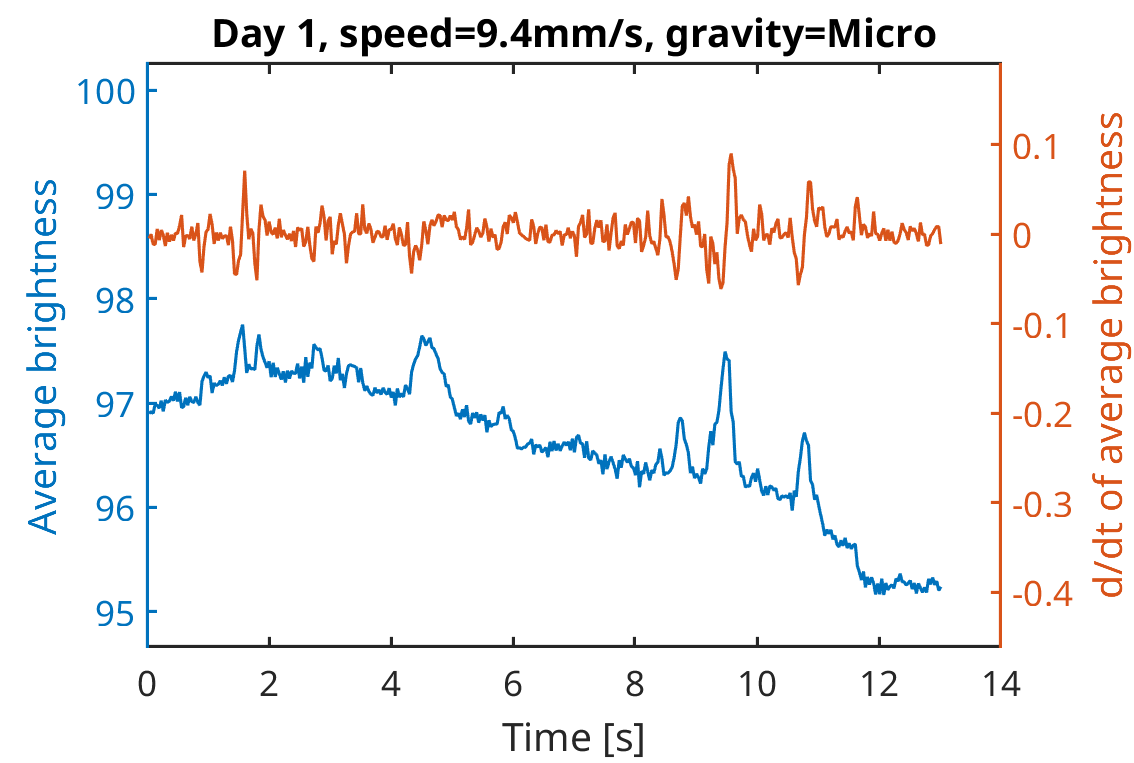 Day 1, speed=9.4mm/s, gravity=Micro
Average brightness
100
99
98
97
96
95
0.1
0
-0.1
-0.2
-0.3
-0.4
d/dt of average brightness
0 2 4 6 8 10 12 14
Time [s]